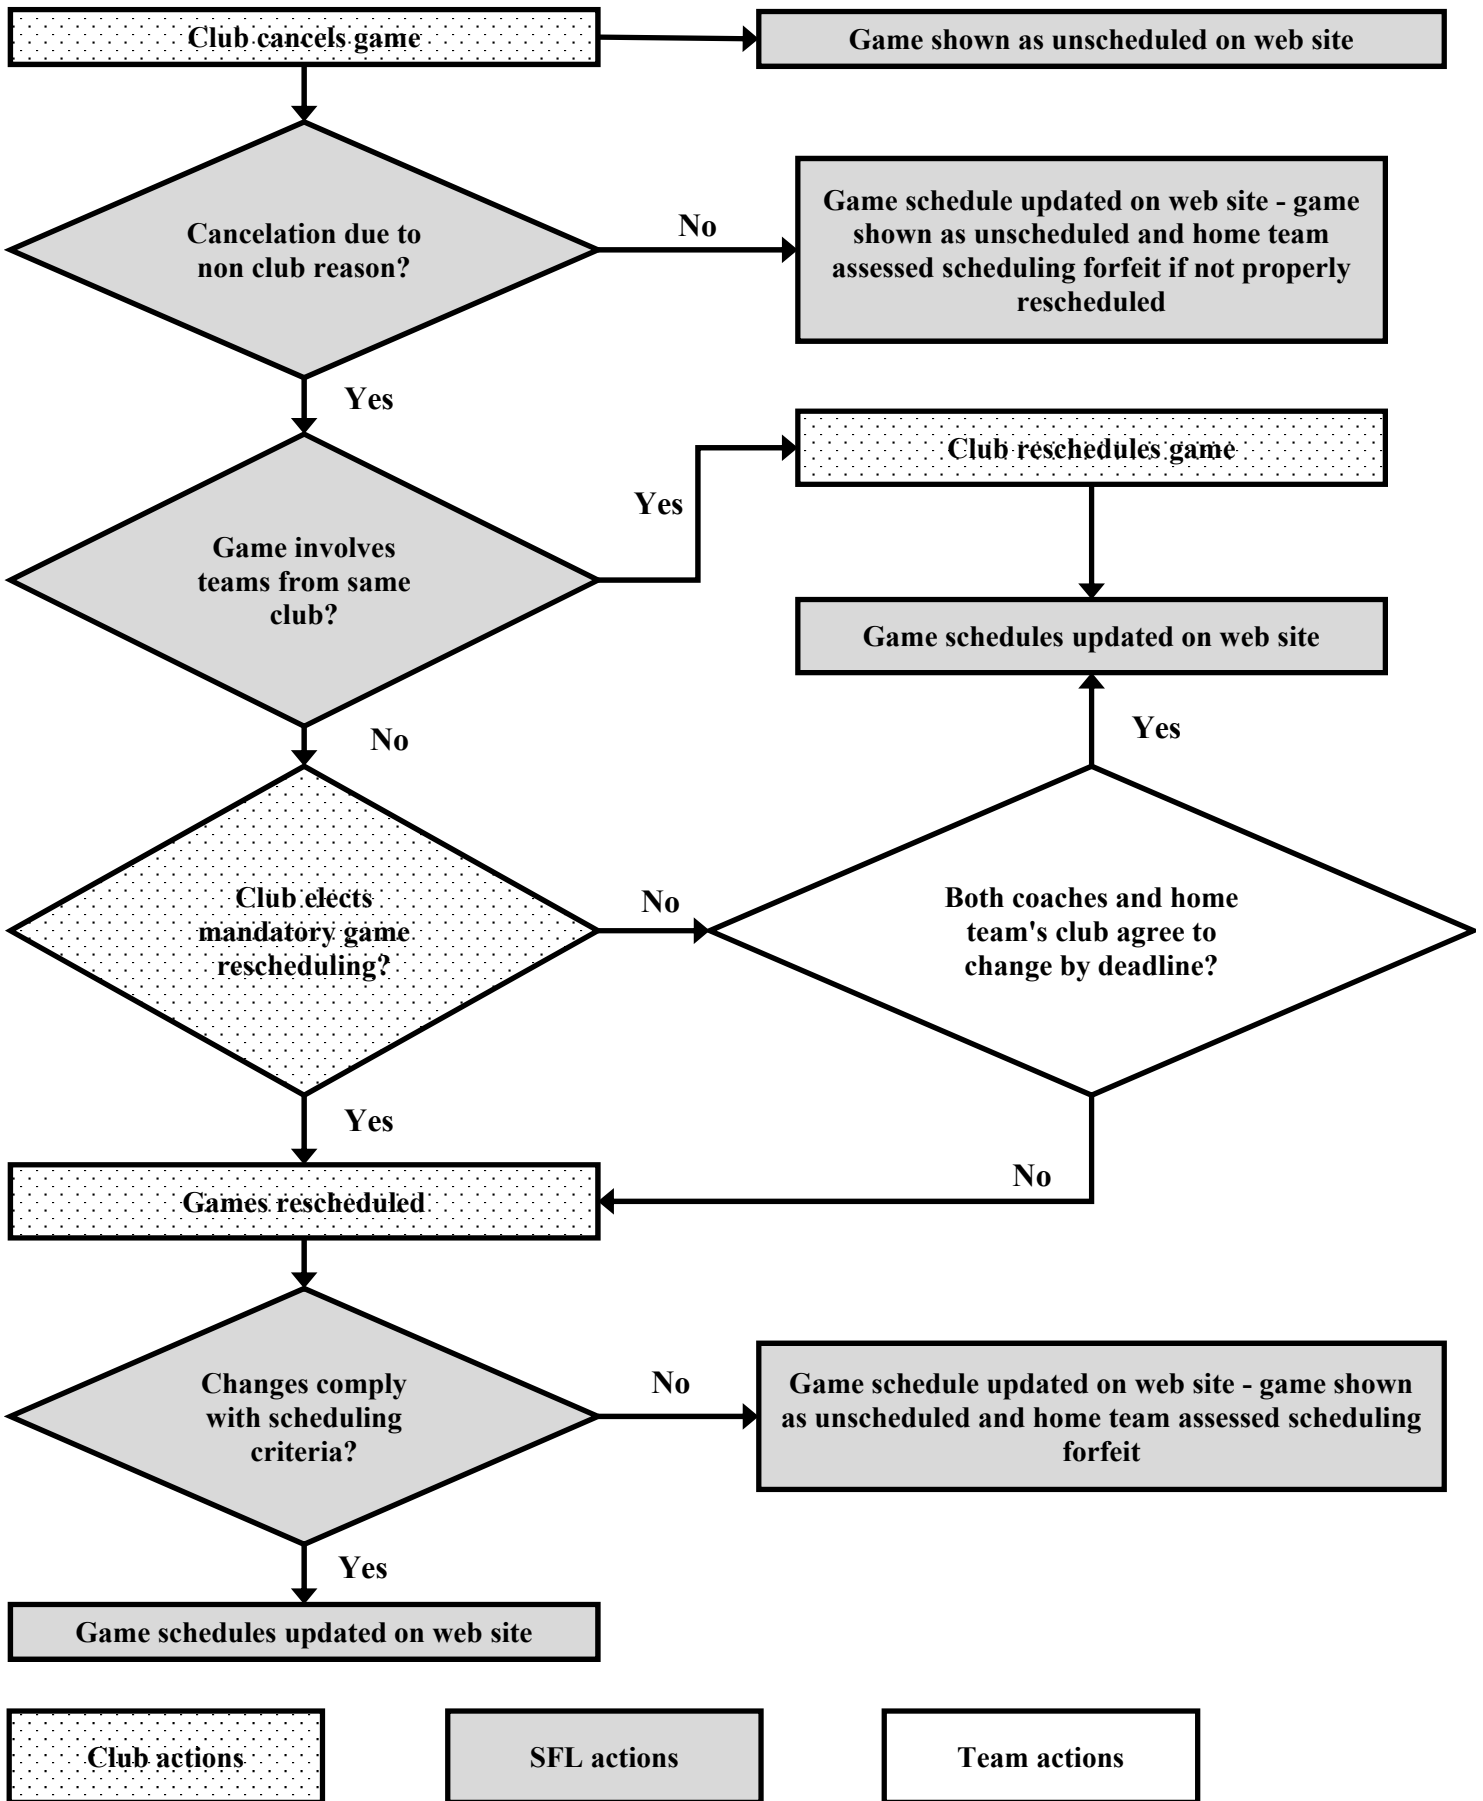 Club cancels game
Game shown as unscheduled on web site
Cancelation due to
non club reason?
No
Game schedule updated on web site - game
shown as unscheduled and home team
assessed scheduling forfeit if not properly
rescheduled
Yes
Game involves
teams from same
club?
Yes
Club reschedules game
Game schedules updated on web site
No
Yes
Club elects
mandatory game
rescheduling?
No
Both coaches and home
team's club agree to
change by deadline?
Yes
No
Games rescheduled
Changes comply
with scheduling
criteria?
No
Game schedule updated on web site - game shown
as unscheduled and home team assessed scheduling
forfeit
Yes
Game schedules updated on web site
Club actions
SFL actions
Team actions